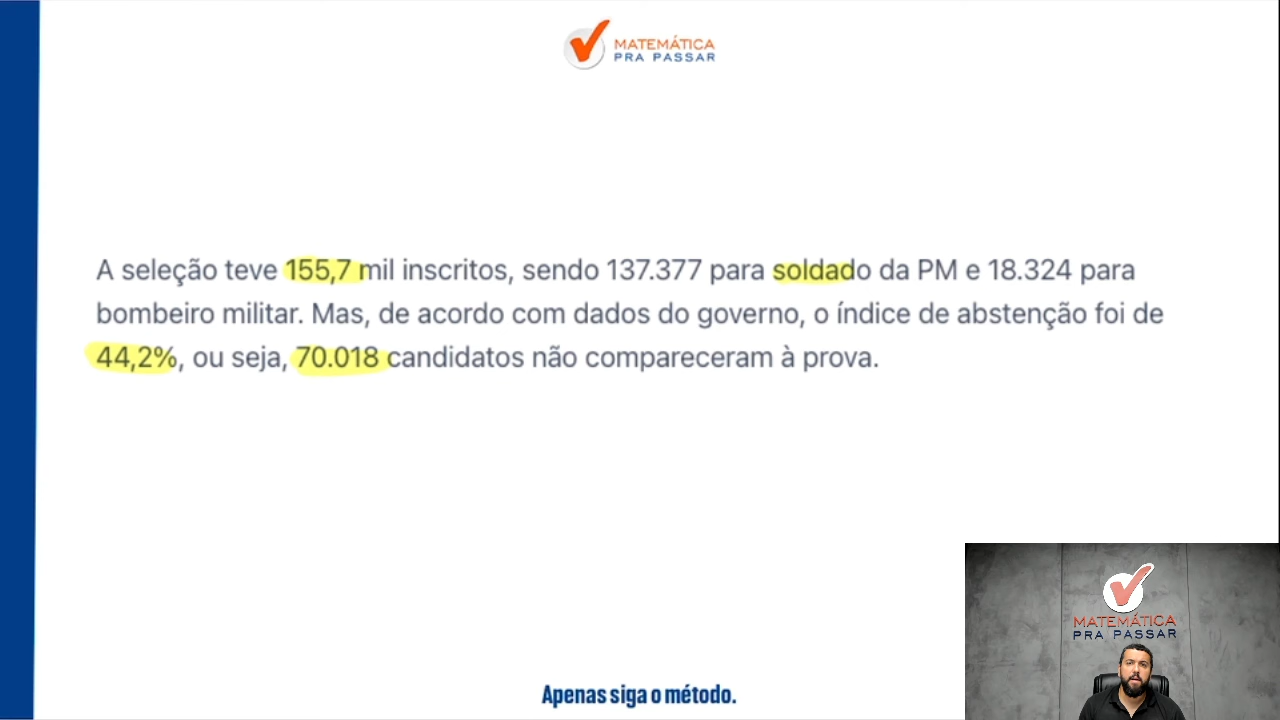 MATEMÁTICA
PRA PASSAR
A seleção teve 155,7 mil inscritos, sendo 137.377 para soldado da PM e 18.324 para
bombeiro militar. Mas, de acordo com dados do governo, o índice de abstenção foi de
44,2%, ou seja, 70.018 candidatos não compareceram à prova.
MATEMÁTICA
PRA PASSAR
Apenas siga o método.